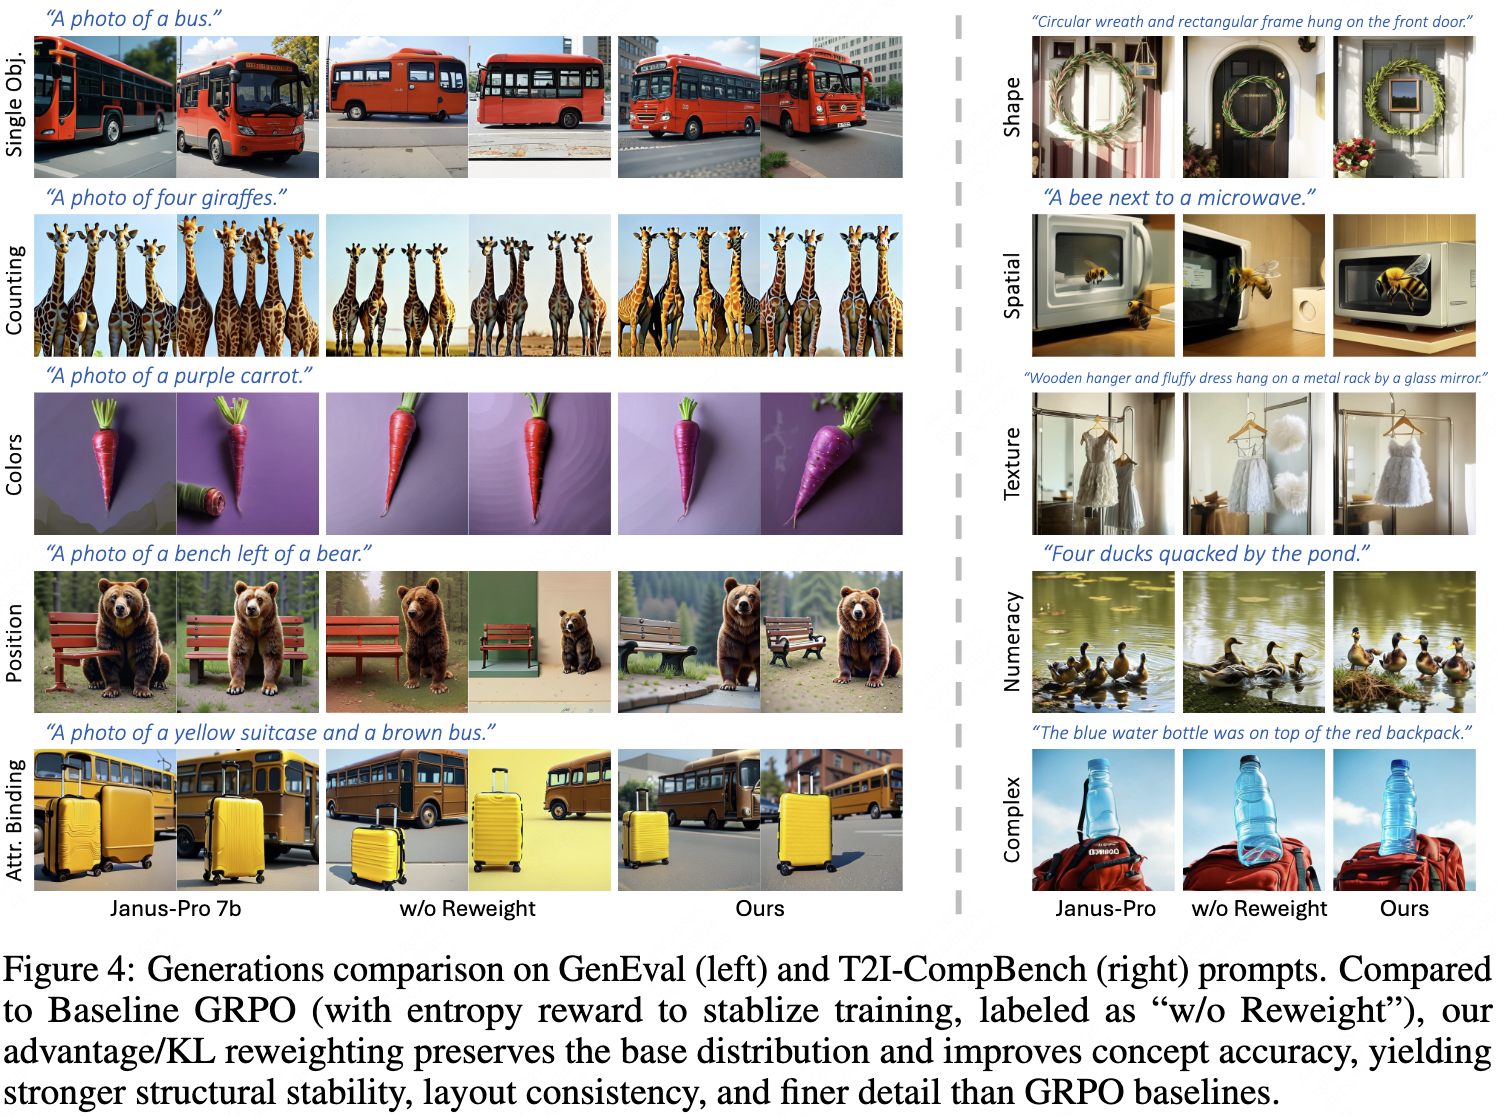 “A photo of a bus.”
Single Obj.
“A photo of four giraffes.”
Counting
“A photo of a purple carrot.”
Colors
“A photo of a bench left of a bear.”
Position
“A photo of a yellow suitcase and a brown bus.”
Attr. Binding
Janus-Pro 7b
w/o Reweight
Ours
“Circular wreath and rectangular frame hung on the front door.”
Shape
“A bee next to a microwave.”
Spatial
“Wooden hanger and fluffy dress hang on a metal rack by a glass mirror.”
Texture
“Four ducks quacked by the pond.”
Numeracy
“The blue water bottle was on top of the red backpack.”
Complex
Janus-Pro
w/o Reweight
Ours
Figure 4: Generations comparison on GenEval (left) and T2I-CompBench (right) prompts. Compared
to Baseline GRPO (with entropy reward to stablize training, labeled as “w/o Reweight”), our
advantage/KL reweighting preserves the base distribution and improves concept accuracy, yielding
stronger structural stability, layout consistency, and finer detail than GRPO baselines.